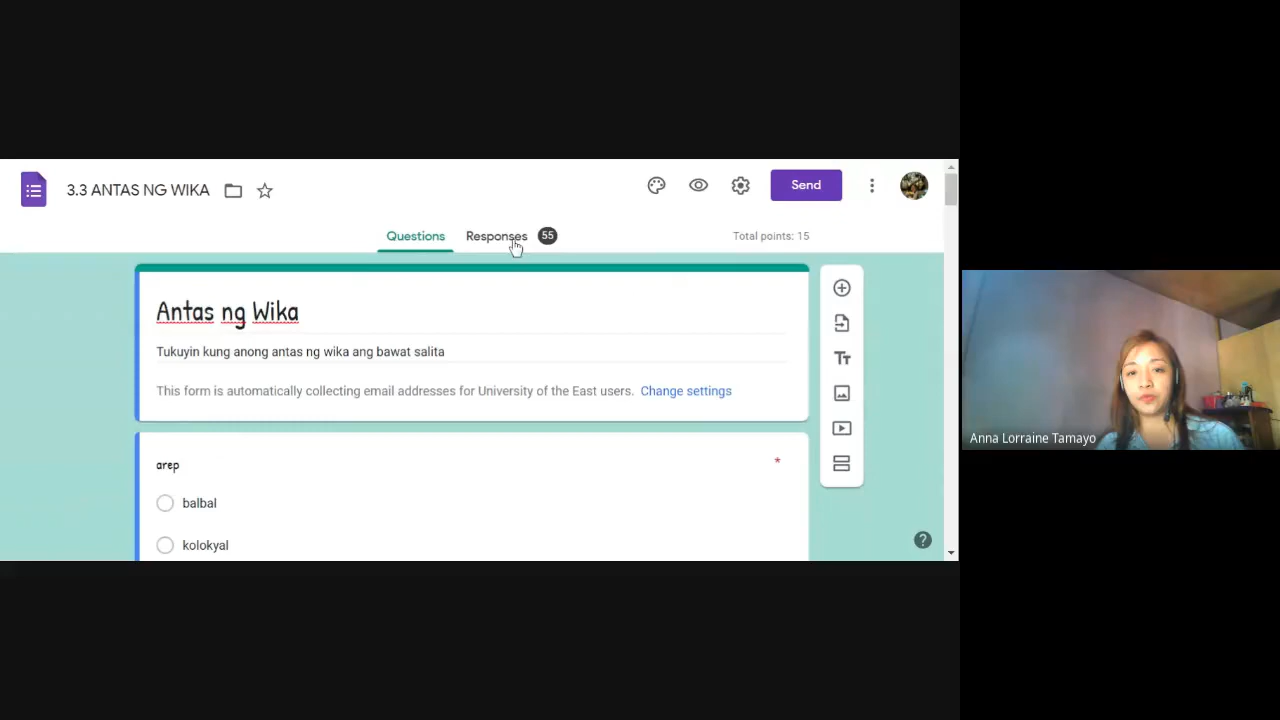 3.3 ANTAS NG WIKA
Send
Questions
Responses 55
Total points: 15
Antas ng Wika
Tukuyin kung anong antas ng wika ang bawat salita
This form is automatically collecting email addresses for University of the East users. Change settings
arep *
balbal
kolokyal
Tт
?
Anna Lorraine Tamayo